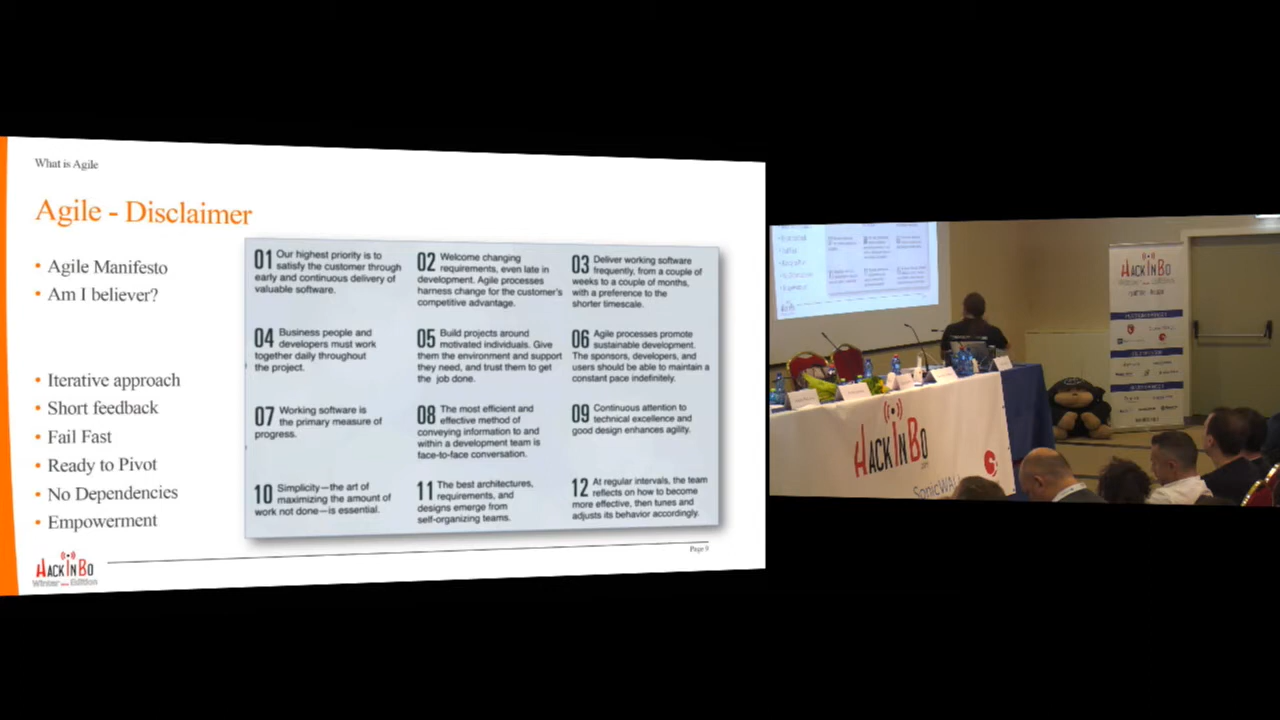 What is Agile
Agile - Disclaimer
• Agile Manifesto
• Am I believer?
• Iterative approach
• Short feedback
• Fail Fast
• Ready to Pivot
• No Dependencies
• Empowerment
01 Our highest priority is to
satisfy the customer through
early and continuous delivery of
valuable software.
02 Welcome changing
requirements, even late in
development. Agile processes
harness change for the customer's
competitive advantage.
03 Deliver working software
frequently, from a couple of
weeks to a couple of months,
with a preference to the
shorter timescale.
04 Business people and
developers must work
together daily throughout
the project.
05 Build projects around
motivated individuals. Give
them the environment and support
they need, and trust them to get
the job done.
06 Agile processes promote
sustainable development.
The sponsors, developers, and
users should be able to maintain a
constant pace indefinitely.
07 Working software is
the primary measure of
progress.
08 The most efficient and
effective method of
conveying information to and
within a development team is
face-to-face conversation.
09 Continuous attention to
technical excellence and
good design enhances agility.
10 Simplicity—the art of
maximizing the amount of
work not done—is essential.
11 The best architectures,
requirements, and
designs emerge from
self-organizing teams.
12 At regular intervals, the team
reflects on how to become
more effective, then tunes and
adjusts its behavior accordingly.
HACKINBO
Winter Edition
Page 9
HACKINBO
HACKINBO
SonicWALL